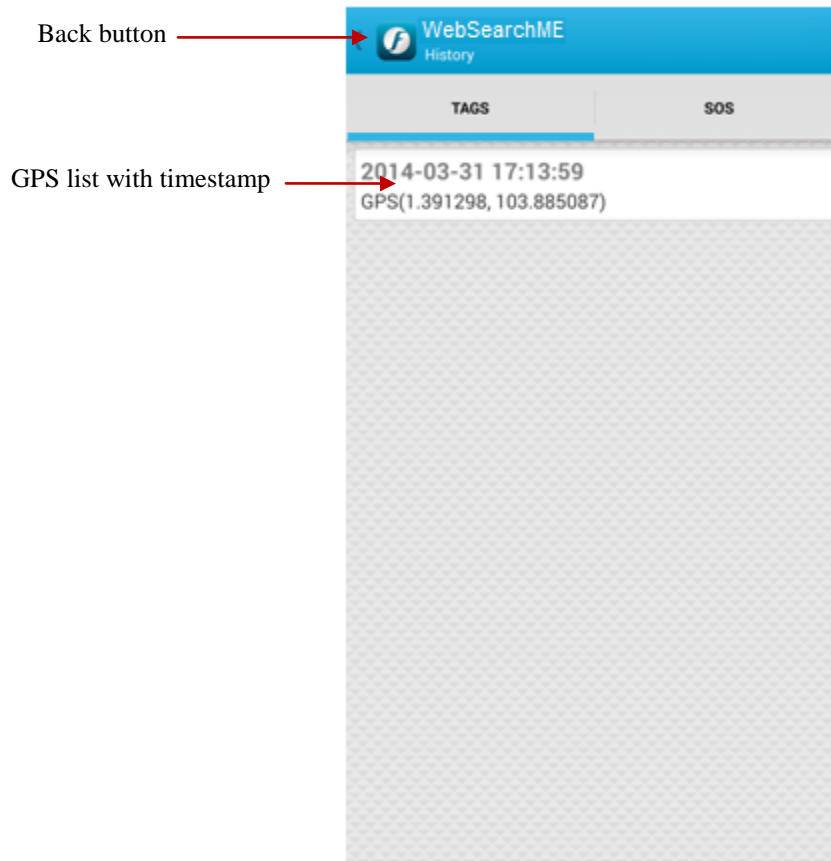 Back button
WebSearchME
History
TAGS
SOS
GPS list with timestamp
2014-03-31 17:13:59
GPS(1.391298, 103.885087)